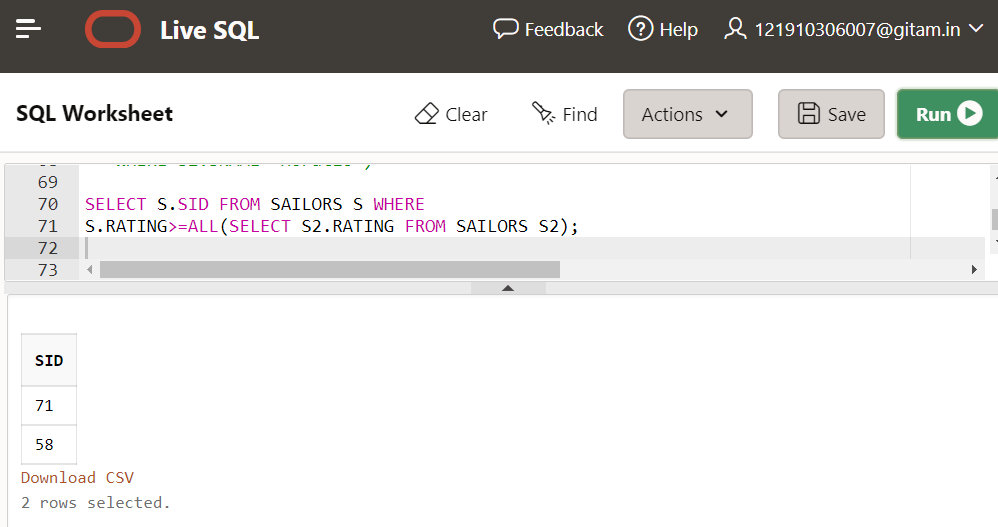 Live SQL
Feedback
Help
121910306007@gitam.in
SQL Worksheet
Clear
Find
Actions
Save
Run
69
70 SELECT S.SID FROM SAILORS S WHERE
71 S.RATING>=ALL(SELECT S2.RATING FROM SAILORS S2);
72
73
SID
71
58
Download CSV
2 rows selected.